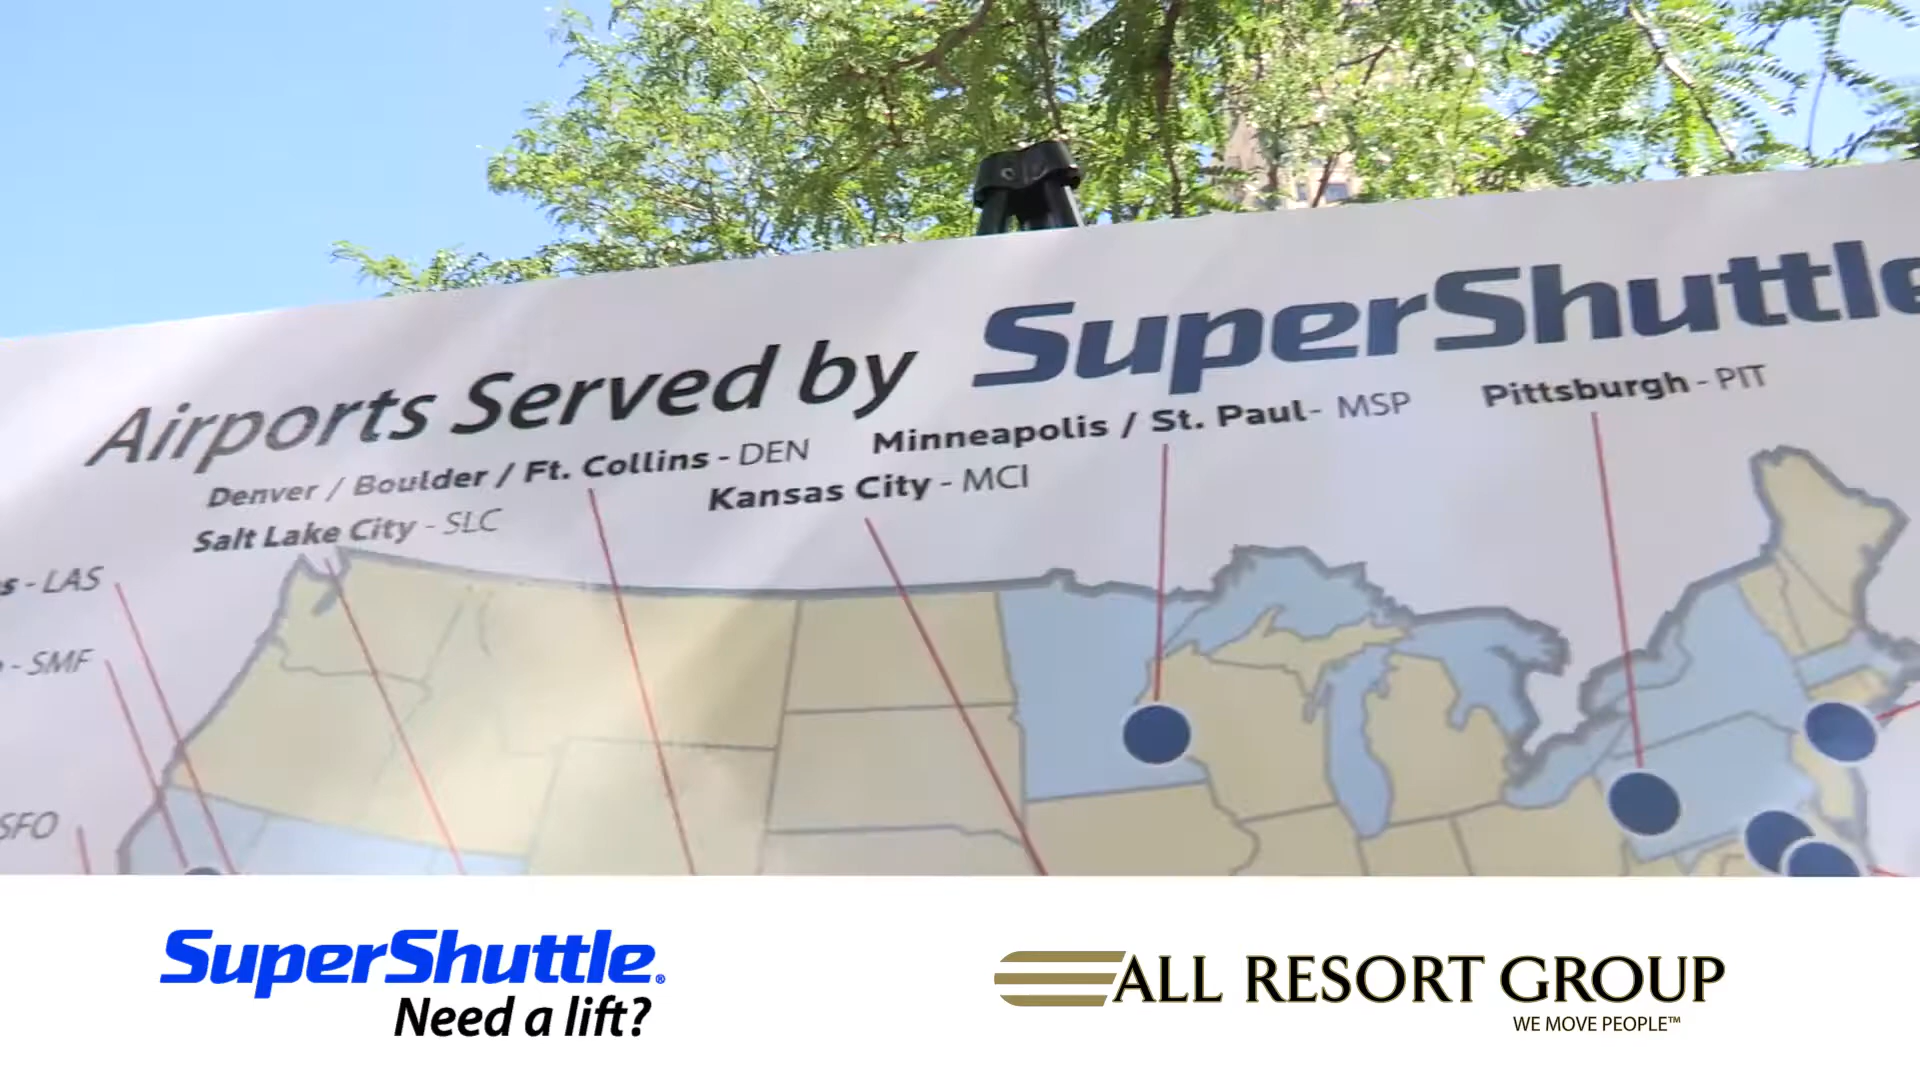 Airports Served by SuperShuttle
Denver / Boulder / Ft. Collins - DEN
Minneapolis / St. Paul- MSP
Pittsburgh - PIT
Salt Lake City - SLC
Kansas City - MCI
s - LAS
- SMF
SFO
SuperShuttle®
Need a lift?
ALL RESORT GROUP
WE MOVE PEOPLE™